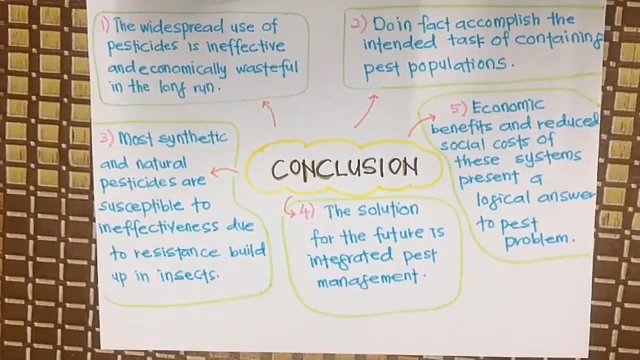 1) The widespread use of
pesticides is ineffective
and economically wasteful
in the long run.
2) Do in fact accomplish the
intended task of containing
pest populations.
3) Most synthetic
and natural
pesticides are
susceptible to
ineffectiveness due
to resistance build
up in insects.
CONCLUSION
4) The solution
for the future is
integrated pest
management.
5) Economic
benefits and reduced
social costs of
these systems
present a
logical answer
to pest
problem.